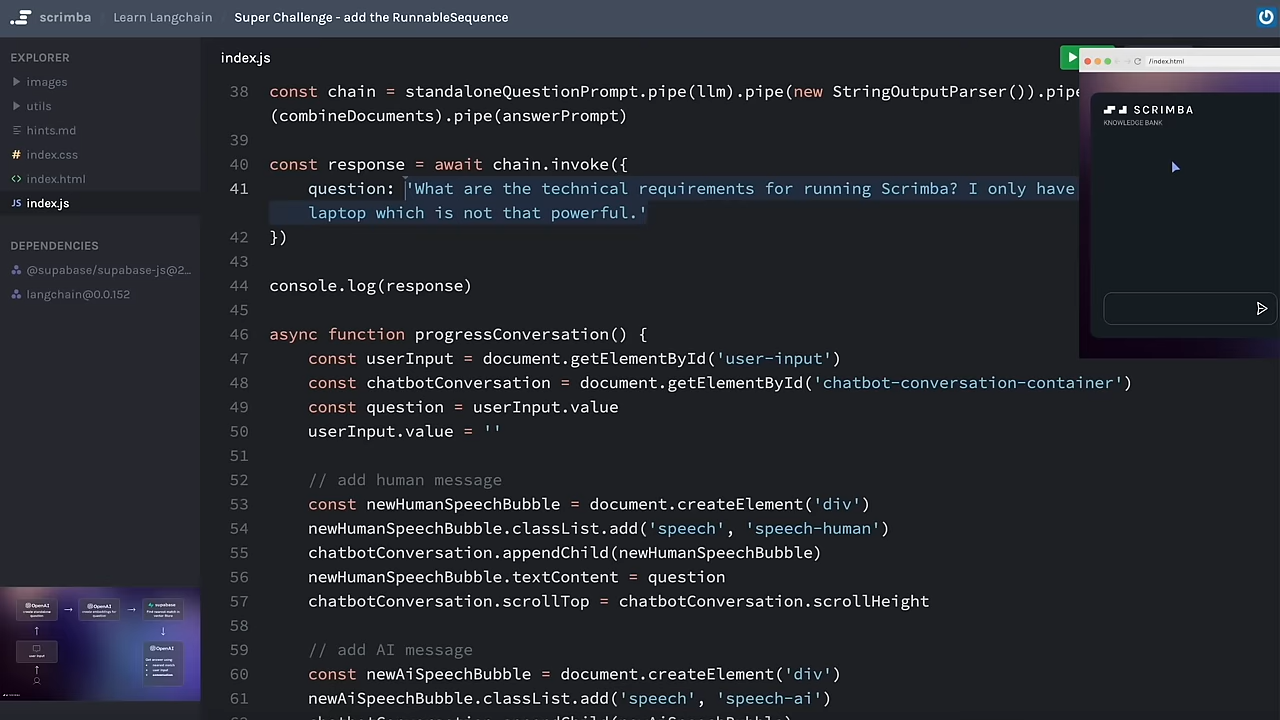 scrimba
Learn Langchain
Super Challenge - add the RunnableSequence
EXPLORER
images
utils
hints.md
index.css
index.html
index.js
DEPENDENCIES
@supabase/supabase-js@2...
langchain@0.0.152
index.js
38 const chain = standaloneQuestionPrompt.pipe(llm).pipe(new StringOutputParser()).pipe
(combineDocuments).pipe(answerPrompt)
39
40 const response = await chain.invoke({
41 question: 'What are the technical requirements for running Scrimba? I only have
laptop which is not that powerful.'
42 })
43
44 console.log(response)
45
46 async function progressConversation() {
47 const userInput = document.getElementById('user-input')
48 const chatbotConversation = document.getElementById('chatbot-conversation-container')
49 const question = userInput.value
50 userInput.value = ''
51
52 // add human message
53 const newHumanSpeechBubble = document.createElement('div')
54 newHumanSpeechBubble.classList.add('speech', 'speech-human')
55 chatbotConversation.appendChild(newHumanSpeechBubble)
56 newHumanSpeechBubble.textContent = question
57 chatbotConversation.scrollTop = chatbotConversation.scrollHeight
58
59 // add AI message
60 const newAiSpeechBubble = document.createElement('div')
61 newAiSpeechBubble.classList.add('speech', 'speech-ai')
/index.html
SCRIMBA
KNOWLEDGE BANK
OpenAI
OpenAI
supabase
user input
OpenAI